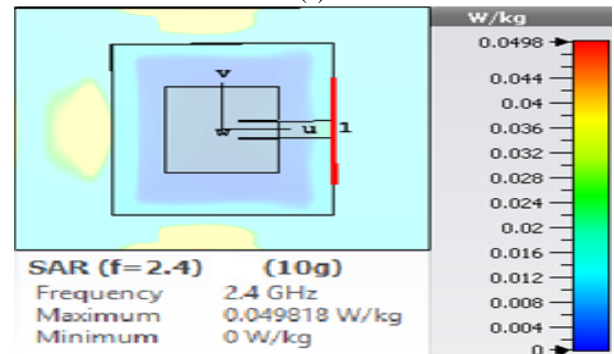 W/kg
0.0498
0.044
0.04
0.036
0.032
0.028
0.024
0.02
0.016
0.012
0.008
0.004
0
v
w
u 1
SAR (f=2.4) (10g)
Frequency 2.4 GHz
Maximum 0.049818 W/kg
Minimum 0 W/kg